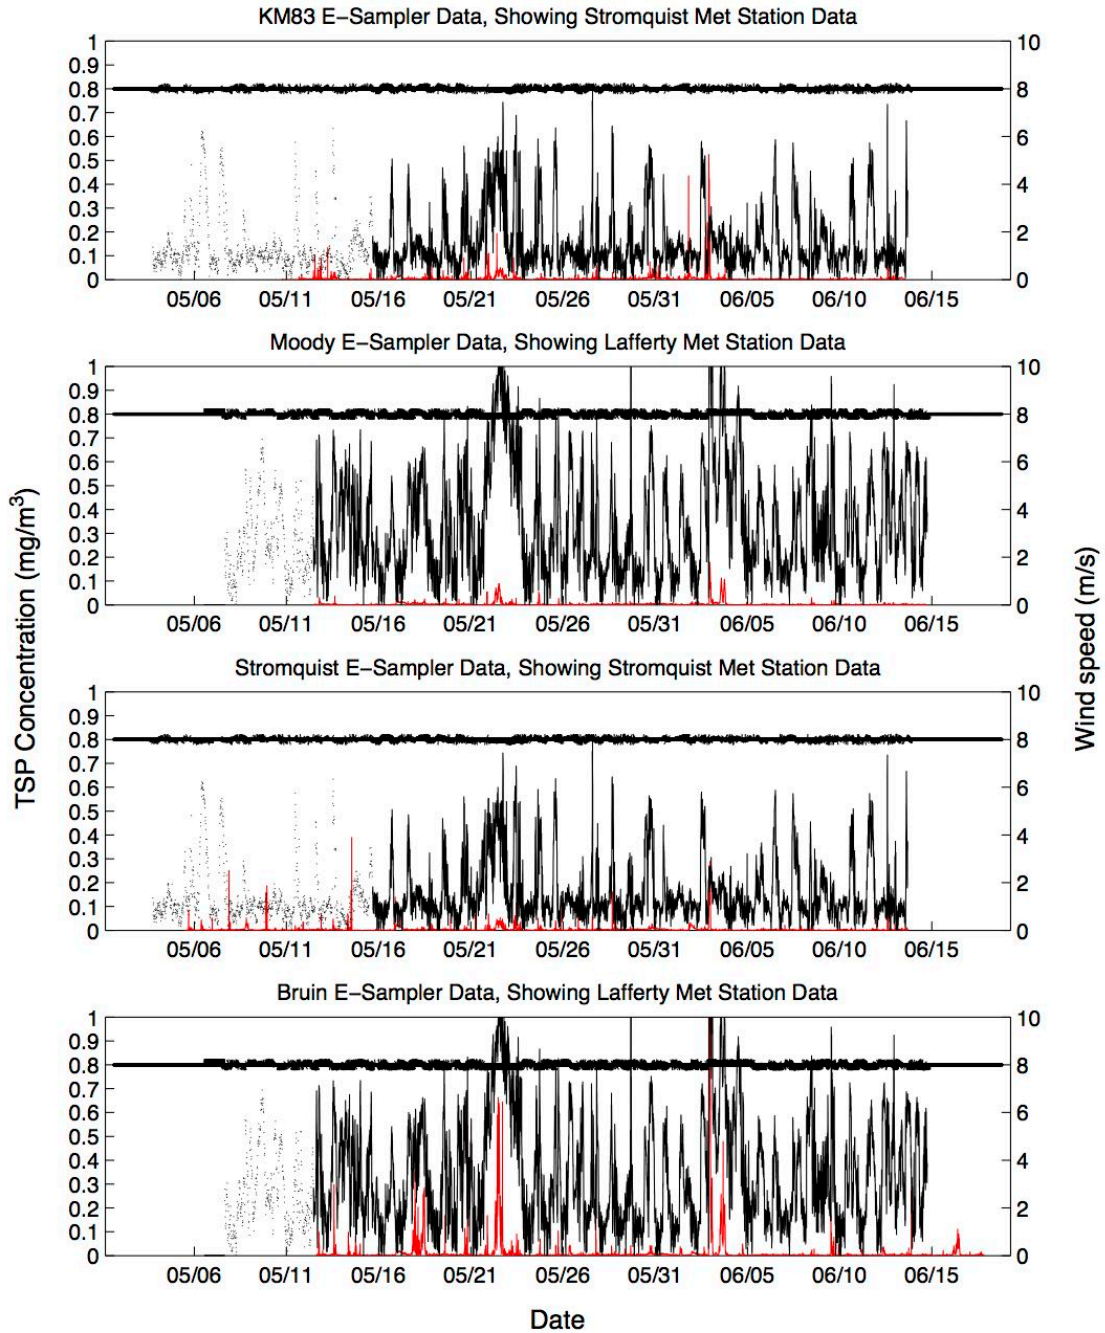 KM83 E−Sampler Data, Showing Stromquist Met Station Data
1 0.9 0.8 0.7 0.6 0.5 0.4 0.3 0.2 0.1 0
10 8 6 4 2 0
05/06 05/11 05/16 05/21 05/26 05/31 06/05 06/10 06/15
Moody E−Sampler Data, Showing Lafferty Met Station Data
1 0.9 0.8 0.7 0.6 0.5 0.4 0.3 0.2 0.1 0
10 8 6 4 2 0
05/06 05/11 05/16 05/21 05/26 05/31 06/05 06/10 06/15
TSP Concentration (mg/m³)
Wind speed (m/s)
Stromquist E−Sampler Data, Showing Stromquist Met Station Data
1 0.9 0.8 0.7 0.6 0.5 0.4 0.3 0.2 0.1 0
10 8 6 4 2 0
05/06 05/11 05/16 05/21 05/26 05/31 06/05 06/10 06/15
Bruin E−Sampler Data, Showing Lafferty Met Station Data
1 0.9 0.8 0.7 0.6 0.5 0.4 0.3 0.2 0.1 0
10 8 6 4 2 0
05/06 05/11 05/16 05/21 05/26 05/31 06/05 06/10 06/15
Date